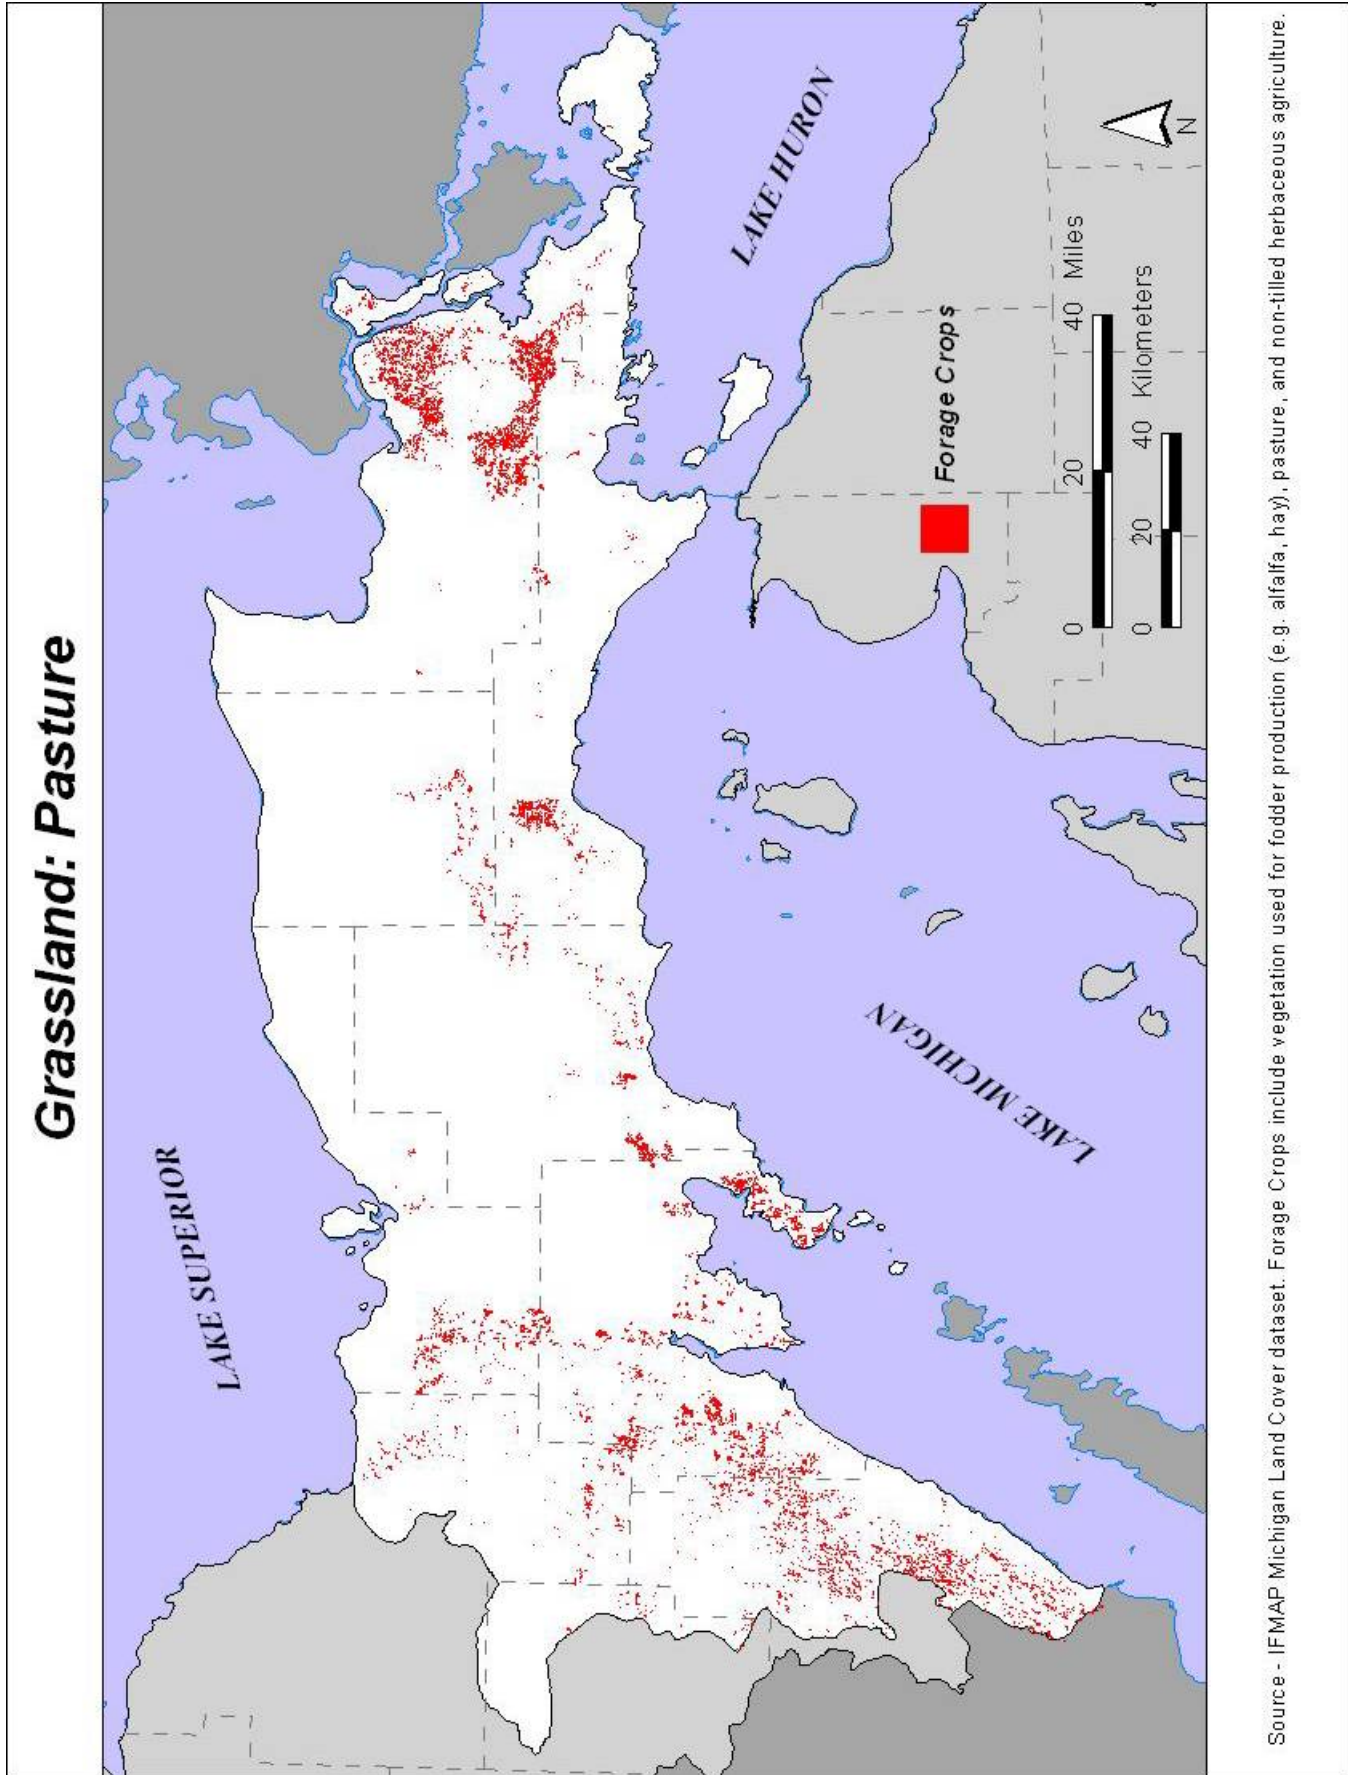 Grassland: Pasture
LAKE SUPERIOR
LAKE HURON
LAKE MICHIGAN
Forage Crops
0 20 40 Miles
0 20 40 Kilometers
N
Source - IFMAP Michigan Land Cover dataset. Forage Crops include vegetation used for fodder production (e.g. alfalfa, hay), pasture, and non-tilled herbaceous agriculture.